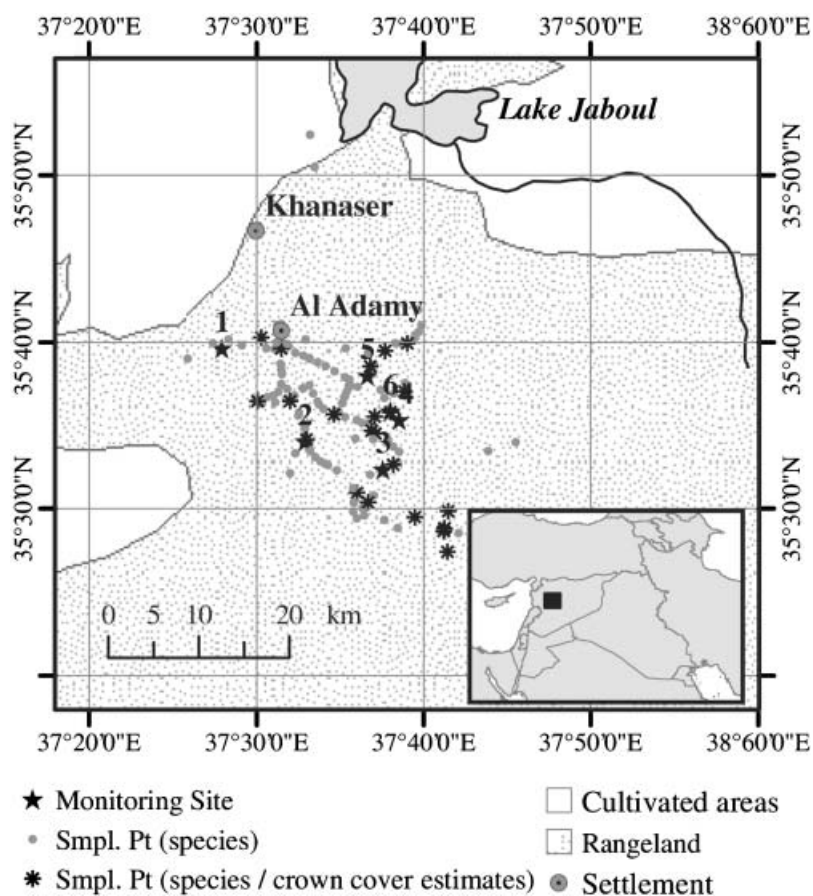 37°20'0"E 37°30'0"E 37°40'0"E 37°50'0"E 38°60'0"E
Lake Jaboul
35°50'0"N 35°50'0"N
Khanaser
Al Adamy
1
35°40'0"N 35°40'0"N
5
6 4
2
3
35°30'0"N 35°30'0"N
0 5 10 20 km
37°20'0"E 37°30'0"E 37°40'0"E 37°50'0"E 38°60'0"E
Monitoring Site
Smpl. Pt (species)
Smpl. Pt (species / crown cover estimates)
Cultivated areas
Rangeland
Settlement